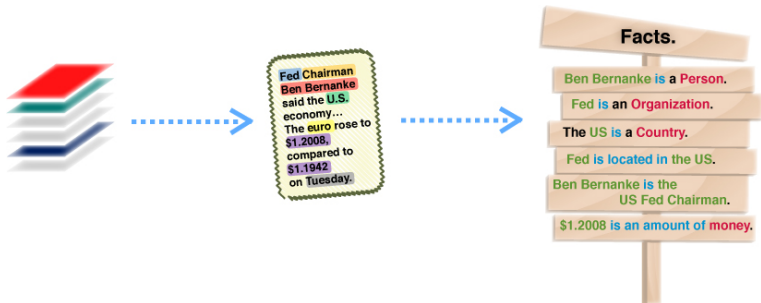 Fed Chairman
Ben Bernanke
said the U.S.
economy...
The euro rose to
$1.2008,
compared to
$1.1942
on Tuesday.
Facts.
Ben Bernanke is a Person.
Fed is an Organization.
The US is a Country.
Fed is located in the US.
Ben Bernanke is the
US Fed Chairman.
$1.2008 is an amount of money.